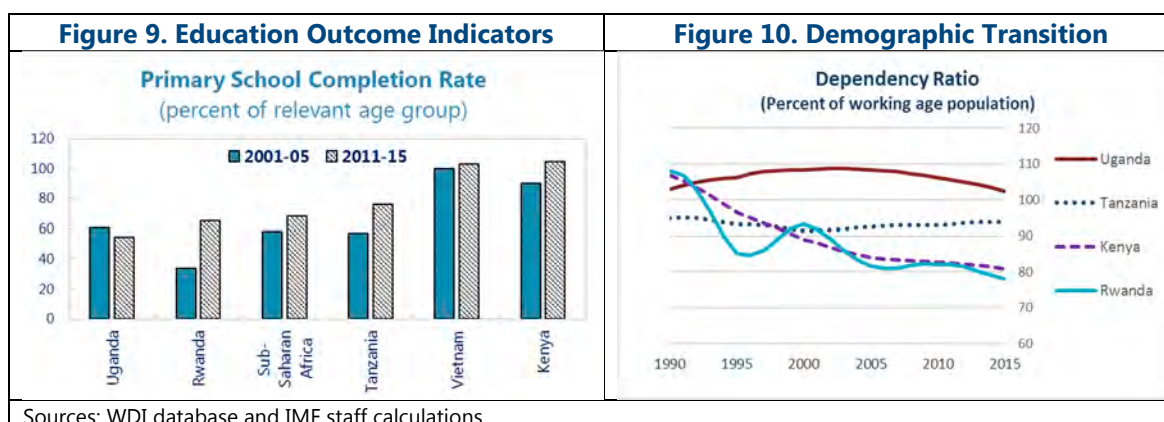 Figure 9. Education Outcome Indicators
Primary School Completion Rate
(percent of relevant age group)
120
100
80
60
40
20
0
2001-05
2011-15
Uganda
Rwanda
Sub-
Saharan
Africa
Tanzania
Vietnam
Kenya
Figure 10. Demographic Transition
Dependency Ratio
(Percent of working age population)
120
110
100
90
80
70
60
Uganda
Tanzania
Kenya
Rwanda
1990 1995 2000 2005 2010 2015
Sources: WDI database and IMF staff calculations